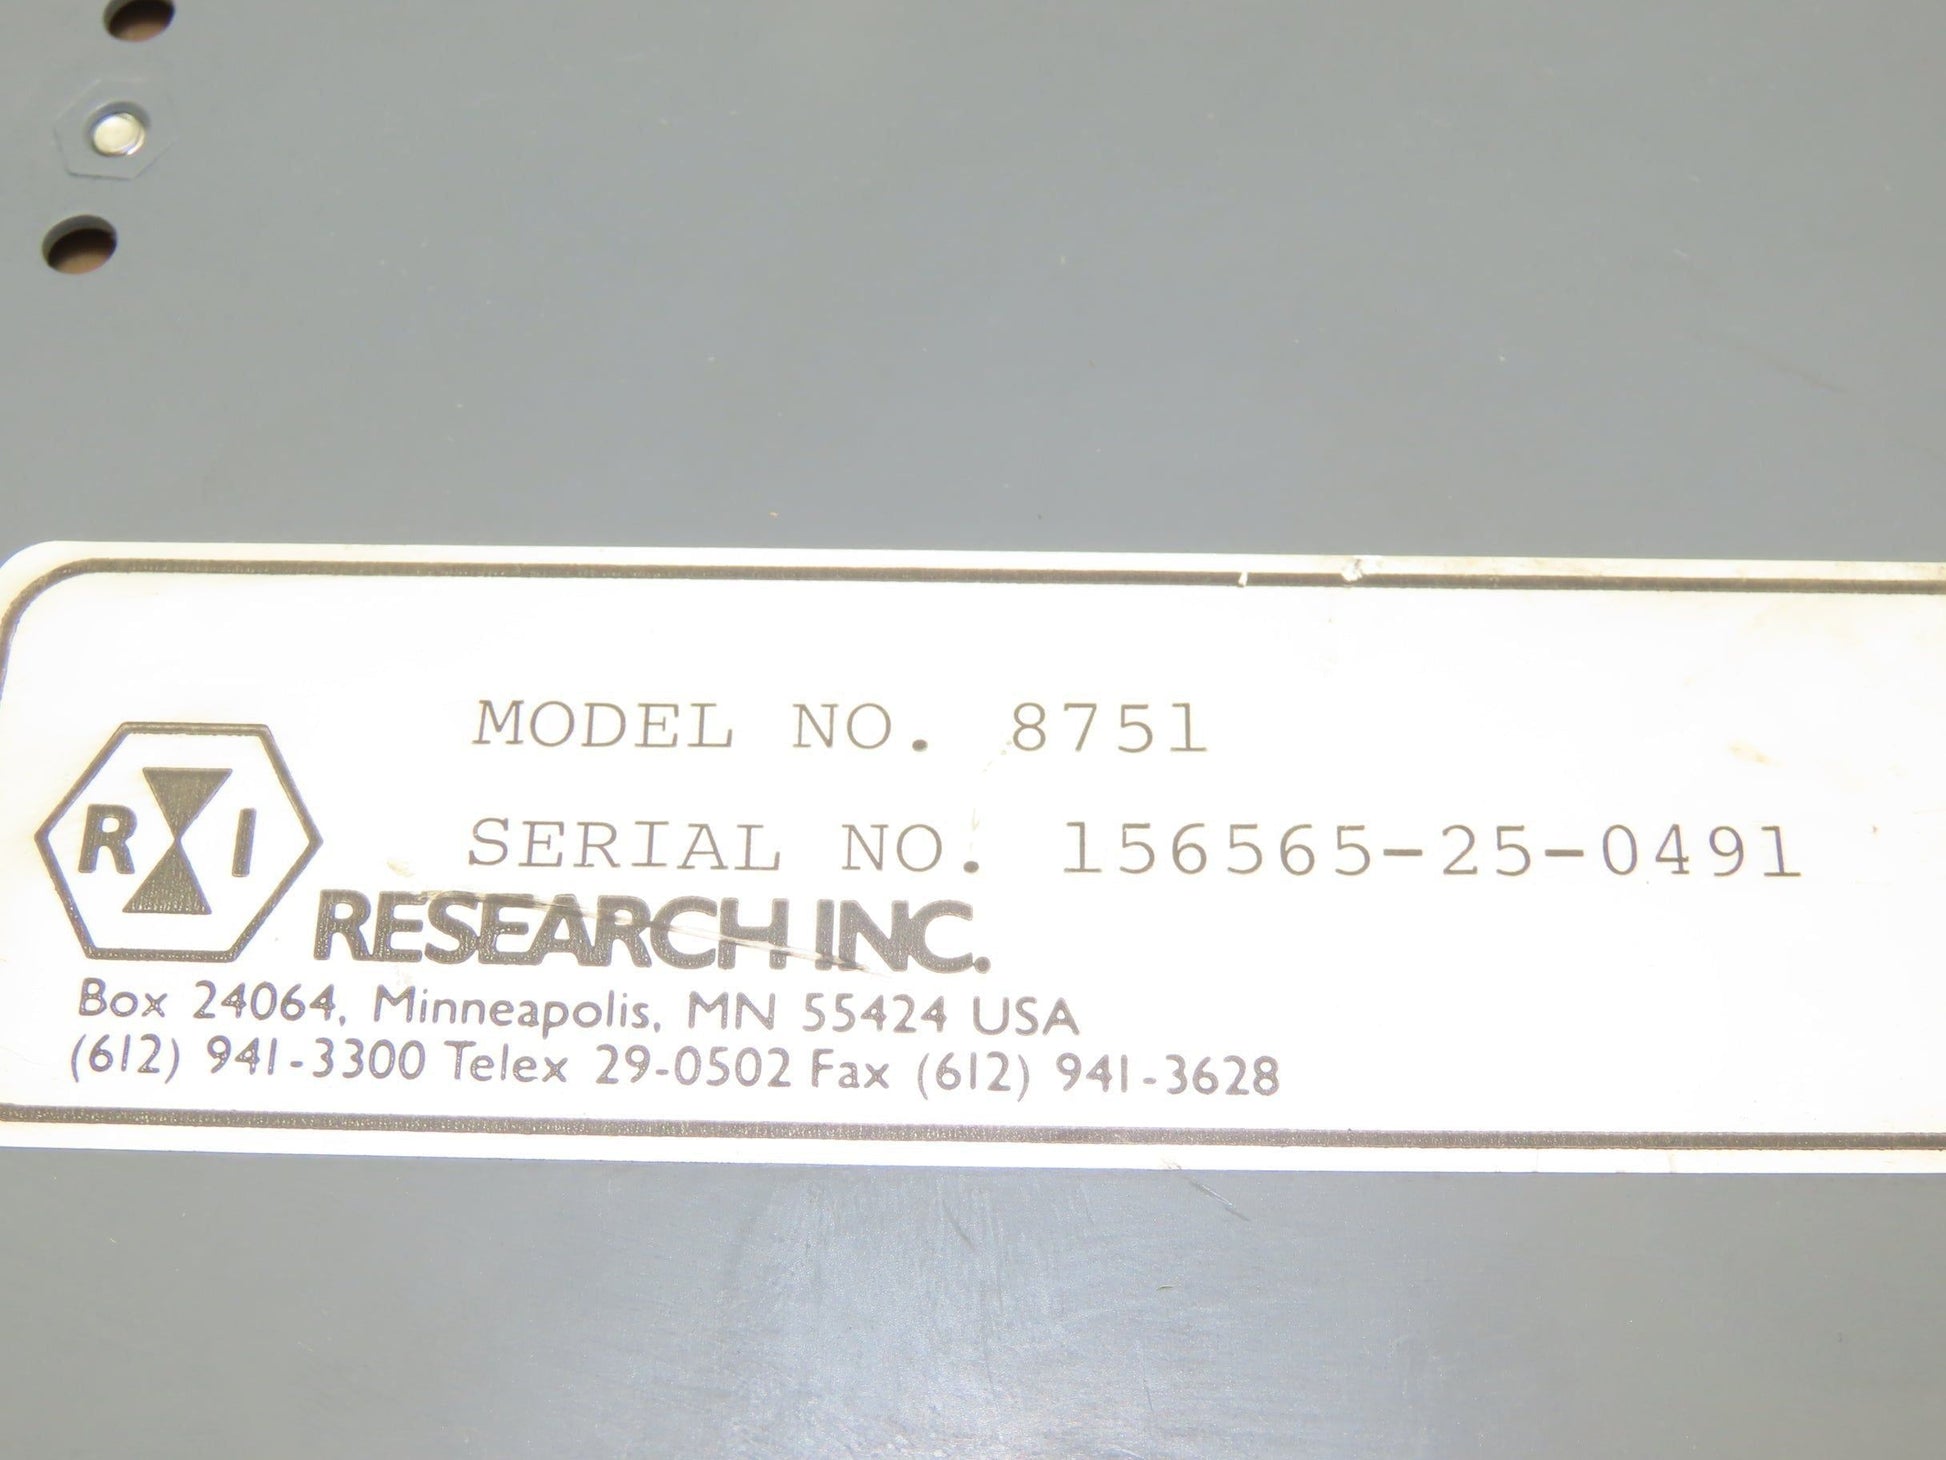 MODEL NO. 8751
SERIAL NO. 156565-25-0491
R I
RESEARCH INC.
Box 24064, Minneapolis, MN 55424 USA
(612) 941-3300 Telex 29-0502 Fax (612) 941-3628